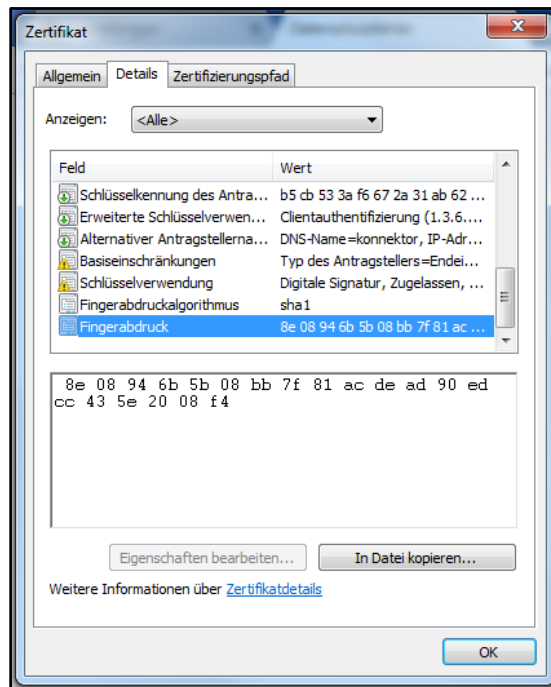 Zertifikat
Allgemein Details Zertifizierungspfad
Anzeigen: <Alle>
Feld Wert
Schlüsselkennung des Antra... b5 cb 53 3a f6 67 2a 31 ab 62 ...
Erweiterte Schlüsselverwen... Clientauthentifizierung (1.3.6....
Alternativer Antragstellerna... DNS-Name=konnektor, IP-Adr...
Basiseinschränkungen Typ des Antragstellers=Endei...
Schlüsselverwendung Digitale Signatur, Zugelassen, ...
Fingerabdruckalgorithmus sha1
Fingerabdruck 8e 08 94 6b 5b 08 bb 7f 81 ac ...
8e 08 94 6b 5b 08 bb 7f 81 ac de ad 90 ed
cc 43 5e 20 08 f4
Eigenschaften bearbeiten... In Datei kopieren...
Weitere Informationen über Zertifikatdetails
OK